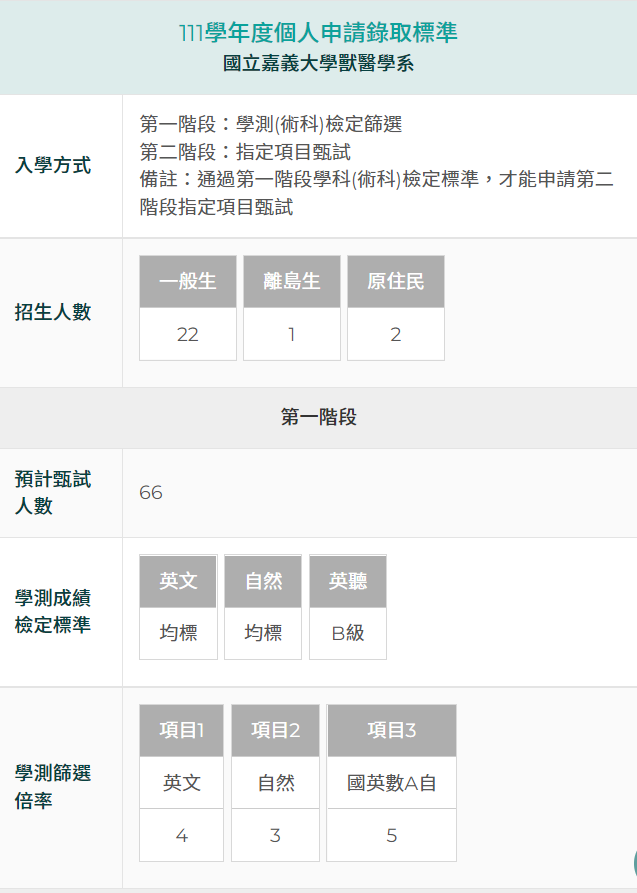 111學年度個人申請錄取標準
國立嘉義大學獸醫學系
入學方式
第一階段：學測(術科)檢定篩選
第二階段：指定項目甄試
備註：通過第一階段學科(術科)檢定標準，才能申請第二
階段指定項目甄試
招生人數
一般生 離島生 原住民
22 1 2
第一階段
預計甄試
人數
66
學測成績
檢定標準
英文 自然 英聽
均標 均標 B級
學測篩選
倍率
項目1 項目2 項目3
英文 自然 國英數A自
4 3 5